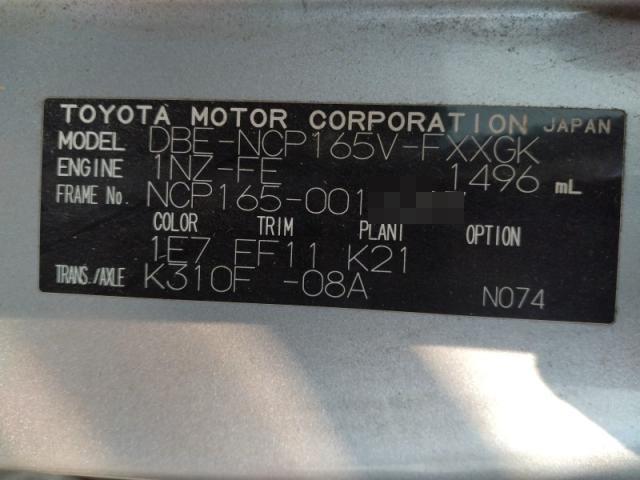 TOYOTA MOTOR CORPORATION JAPAN
MODEL DBE-NCP165V-FXXGK
ENGINE 1NZ-FE 1496 mL
FRAME No. NCP165-001
COLOR TRIM PLANT OPTION
1E7 FF11 K21
TRANS./AXLE K310F -08A
N074